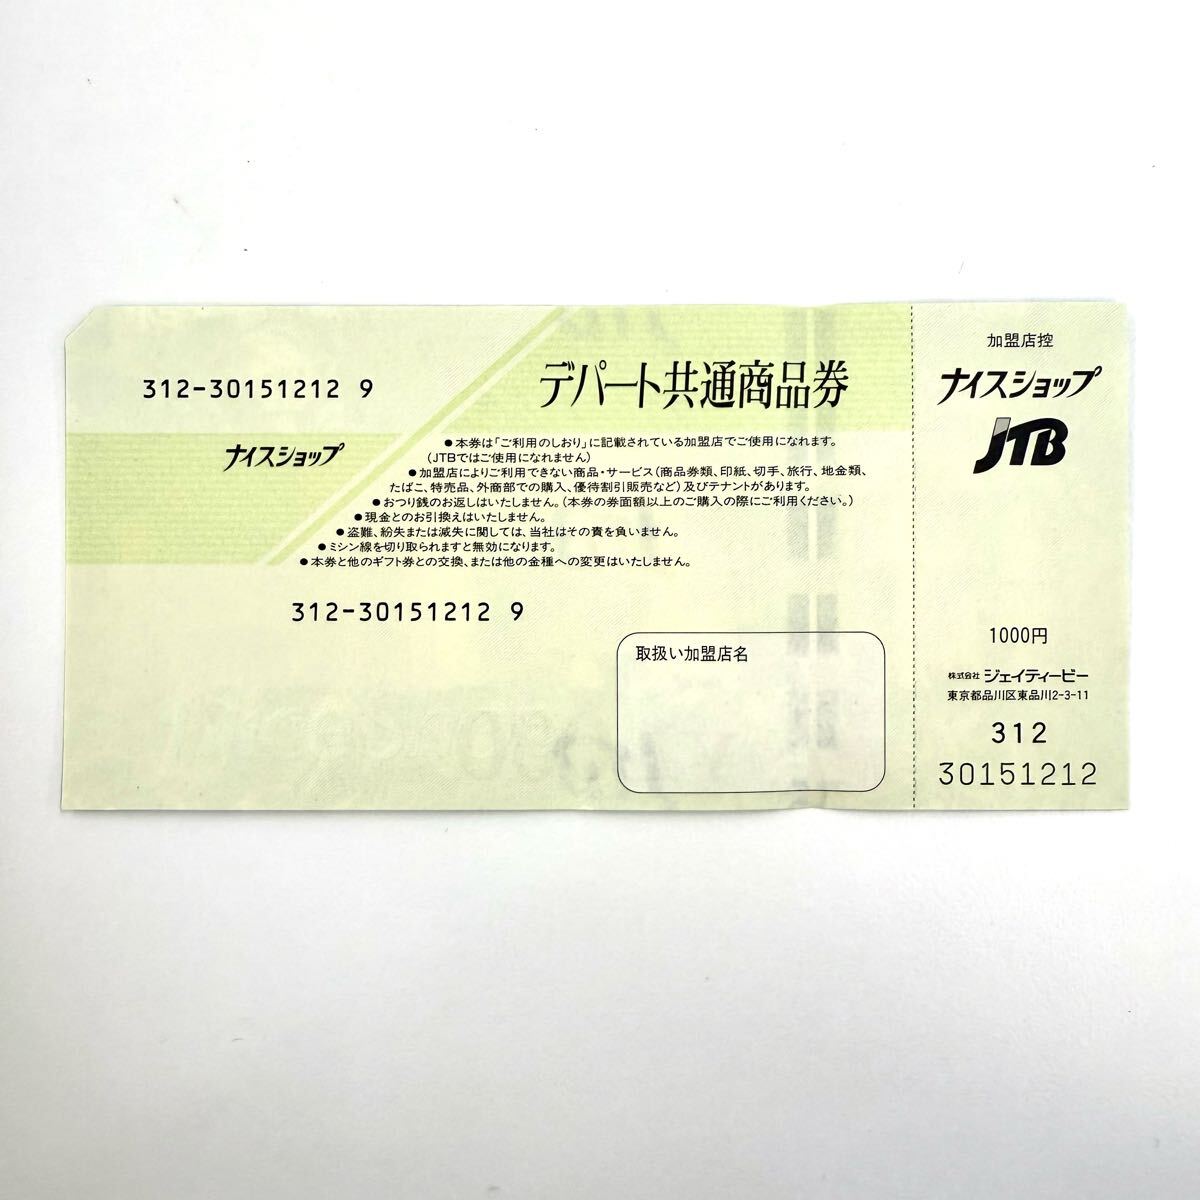 312-30151212 9
デパート共通商品券
ナイスショップ
●本券は「ご利用のしおり」に記載されている加盟店でご使用になれます。
(JTBではご使用になれません)
●加盟店によりご利用できない商品・サービス(商品券類、印紙、切手、旅行、地金類、
たばこ、特売品、外商部での購入、優待割引販売など)及びテナントがあります。
●おつり銭のお返しはいたしません。(本券の券面額以上のご購入の際にご利用ください。)
●現金とのお引換えはいたしません。
●盗難、紛失または滅失に関しては、当社はその責を負いません。
●ミシン線を切り取られますと無効になります。
●本券と他のギフト券との交換、または他の金種への変更はいたしません。
312-30151212 9
取扱い加盟店名
加盟店控
ナイスショップ
JTB
1000円
株式会社 ジェイティービー
東京都品川区東品川2-3-11
312
30151212